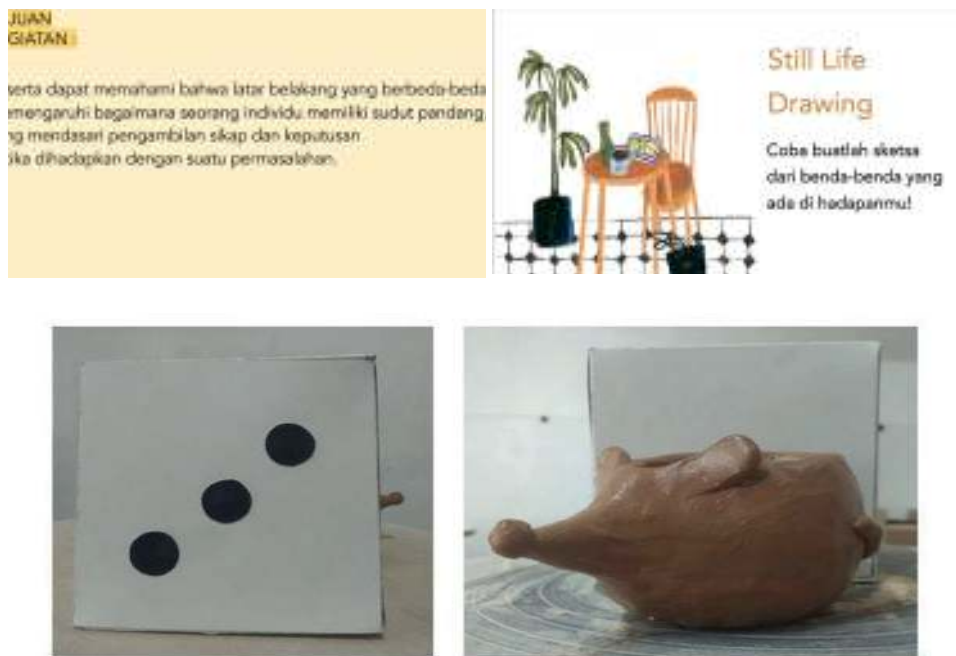 JUAN
GIATAN :
serta dapat memahami bahwa latar belakang yang berbeda-beda
emengaruhi bagaimana seorang individu memiliki sudut pandang,
ng mendasari pengambilan sikap dan keputusan
ika dihadapkan dengan suatu permasalahan.
Still Life
Drawing
Coba buatlah sketsa
dari benda-benda yang
ada di hadapanmu!